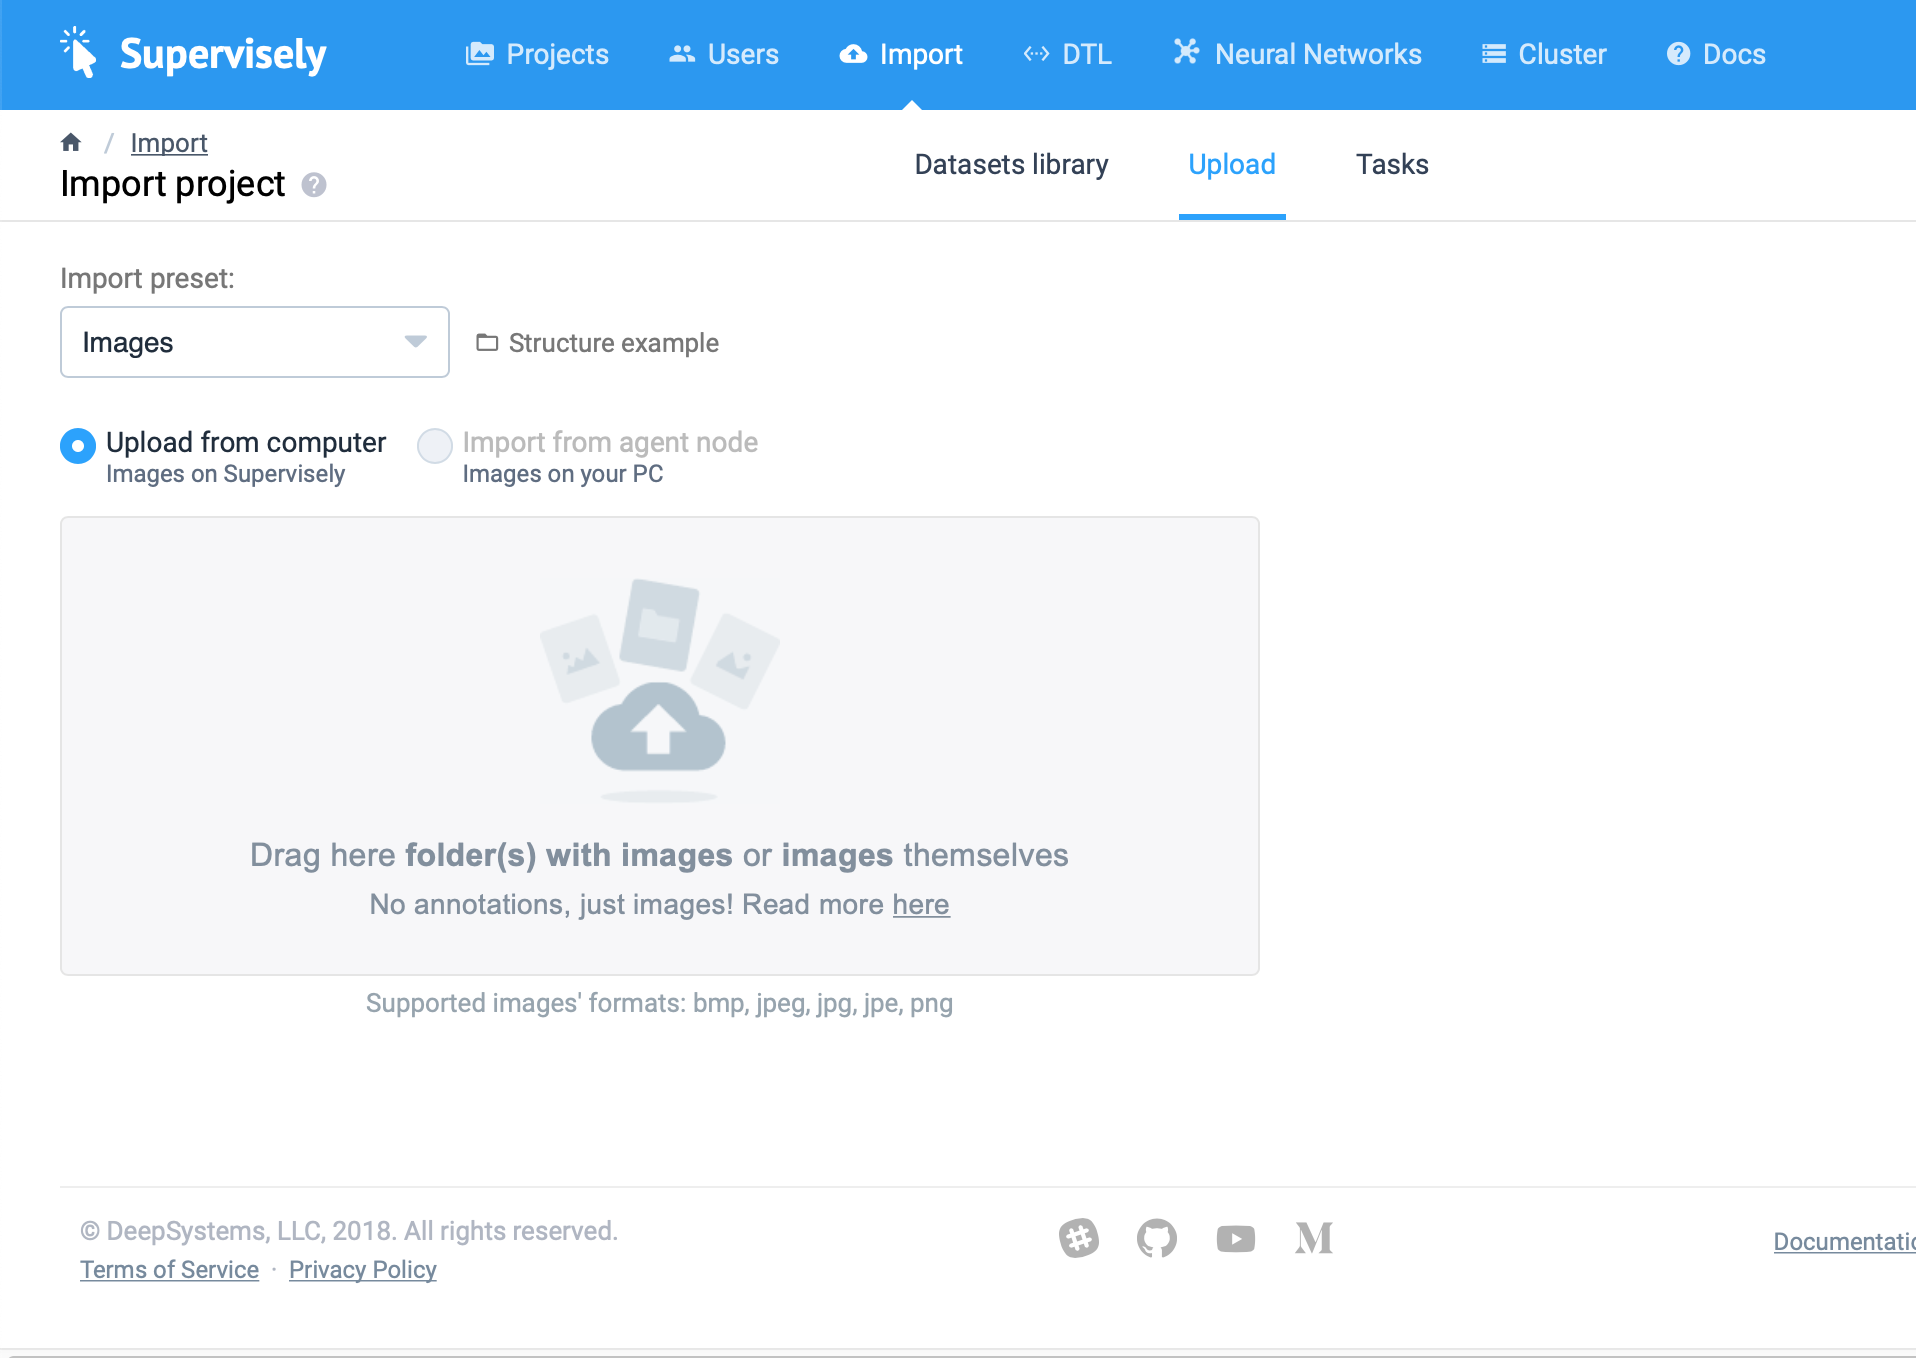 Supervisely
Projects
Users
Import
DTL
Neural Networks
Cluster
Docs
/ Import
Import project ?
Datasets library
Upload
Tasks
Import preset:
Images
Structure example
Upload from computer
Images on Supervisely
Import from agent node
Images on your PC
Drag here folder(s) with images or images themselves
No annotations, just images! Read more here
Supported images' formats: bmp, jpeg, jpg, jpe, png
© DeepSystems, LLC, 2018. All rights reserved.
Terms of Service · Privacy Policy
Documentatio